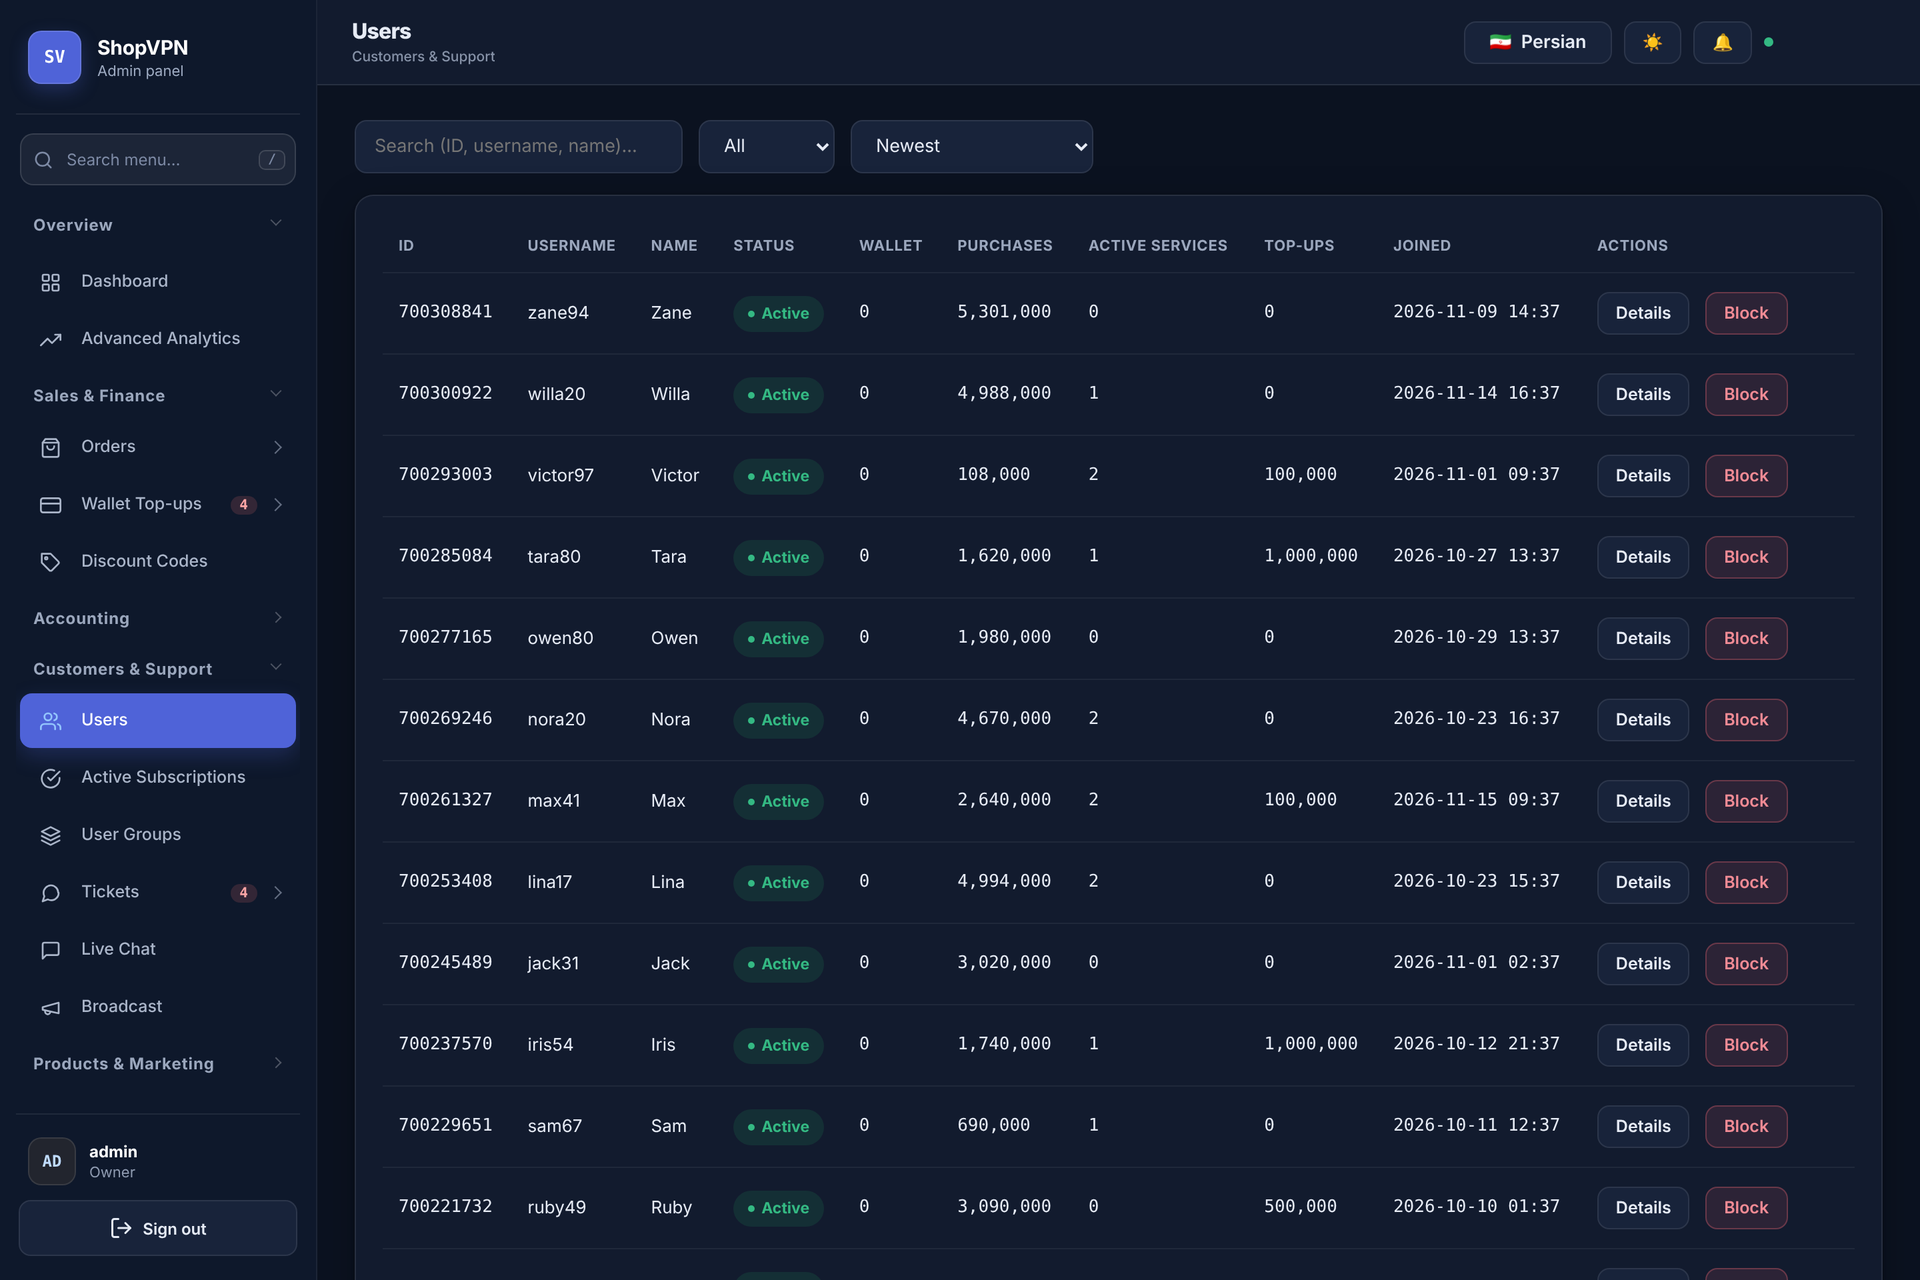 SV
ShopVPN
Admin panel
Search menu... /
Overview
Dashboard
Advanced Analytics
Sales & Finance
Orders
Wallet Top-ups 4
Discount Codes
Accounting
Customers & Support
Users
Active Subscriptions
User Groups
Tickets 4
Live Chat
Broadcast
Products & Marketing
AD
admin
Owner
Sign out
Users
Customers & Support
Persian
Search (ID, username, name)...
All
Newest
ID USERNAME NAME STATUS WALLET PURCHASES ACTIVE SERVICES TOP-UPS JOINED ACTIONS
700308841 zane94 Zane Active 0 5,301,000 0 0 2026-11-09 14:37 Details Block
700300922 willa20 Willa Active 0 4,988,000 1 0 2026-11-14 16:37 Details Block
700293003 victor97 Victor Active 0 108,000 2 100,000 2026-11-01 09:37 Details Block
700285084 tara80 Tara Active 0 1,620,000 1 1,000,000 2026-10-27 13:37 Details Block
700277165 owen80 Owen Active 0 1,980,000 0 0 2026-10-29 13:37 Details Block
700269246 nora20 Nora Active 0 4,670,000 2 0 2026-10-23 16:37 Details Block
700261327 max41 Max Active 0 2,640,000 2 100,000 2026-11-15 09:37 Details Block
700253408 lina17 Lina Active 0 4,994,000 2 0 2026-10-23 15:37 Details Block
700245489 jack31 Jack Active 0 3,020,000 0 0 2026-11-01 02:37 Details Block
700237570 iris54 Iris Active 0 1,740,000 1 1,000,000 2026-10-12 21:37 Details Block
700229651 sam67 Sam Active 0 690,000 1 0 2026-10-11 12:37 Details Block
700221732 ruby49 Ruby Active 0 3,090,000 0 500,000 2026-10-10 01:37 Details Block